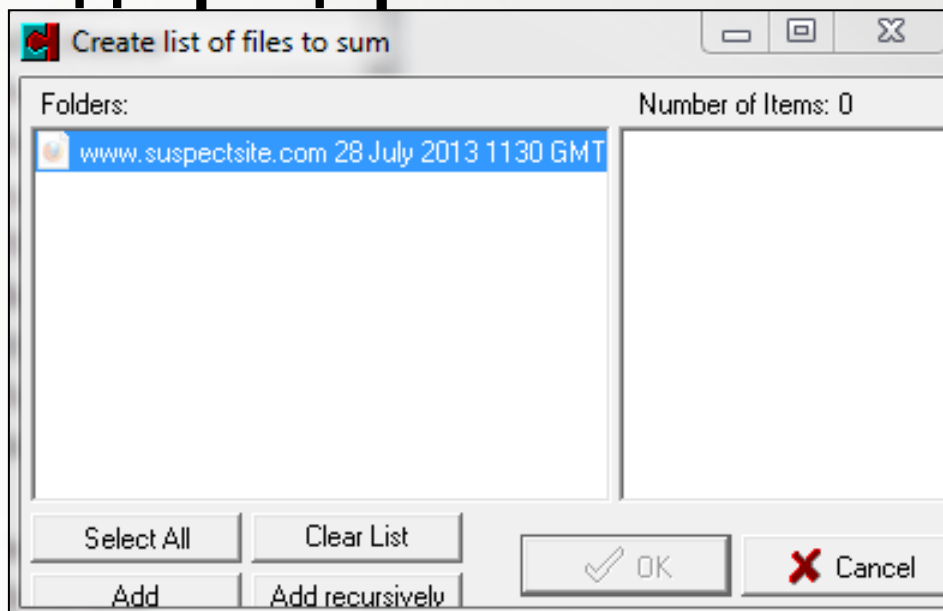 Create list of files to sum
Folders:
Number of Items: 0
www.suspectsite.com 28 July 2013 1130 GMT
Select All
Clear List
OK
Cancel
Add
Add recursively